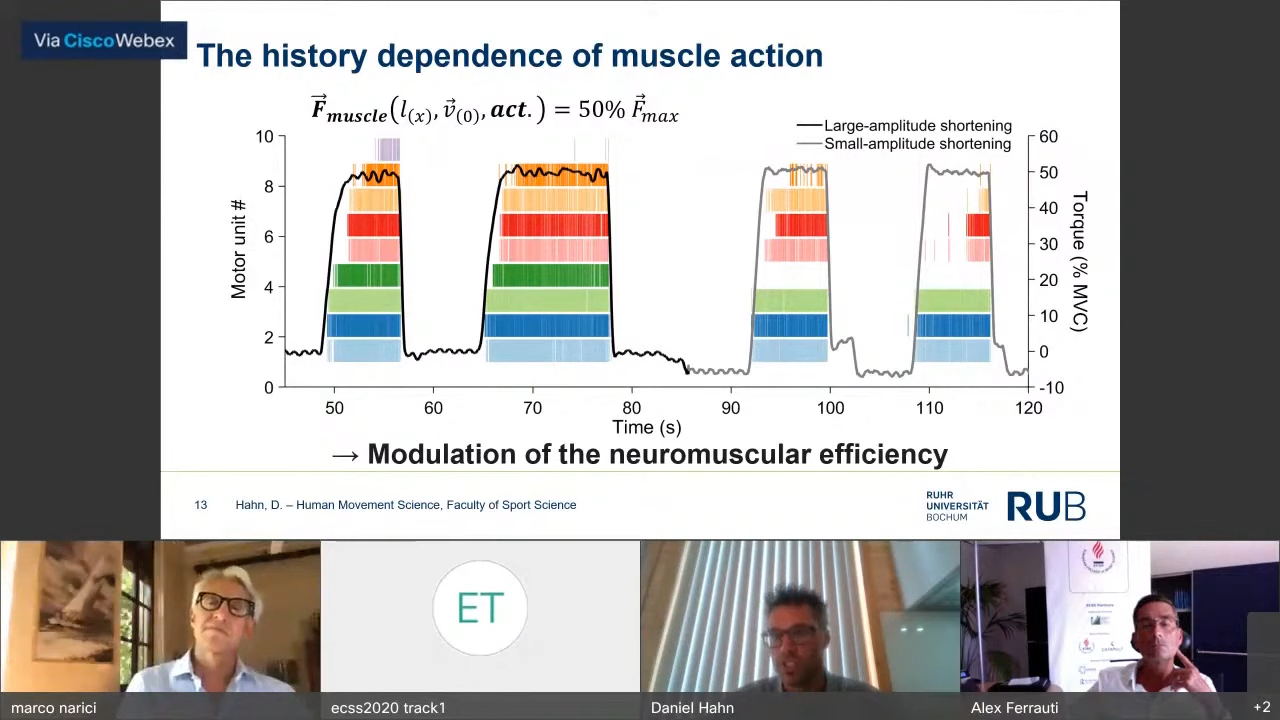 Via Cisco Webex
The history dependence of muscle action
F⃗muscle(l(x), v⃗(0), act.) = 50% F⃗max
Large-amplitude shortening
Small-amplitude shortening
10
8
6
4
2
0
Motor unit #
60
50
40
30
20
10
0
-10
Torque (% MVC)
50 60 70 80 90 100 110 120
Time (s)
→ Modulation of the neuromuscular efficiency
13 Hahn, D. – Human Movement Science, Faculty of Sport Science
RUHR
UNIVERSITÄT
BOCHUM
RUB
ET
marco narici
ecss2020 track1
Daniel Hahn
Alex Ferrauti
+2